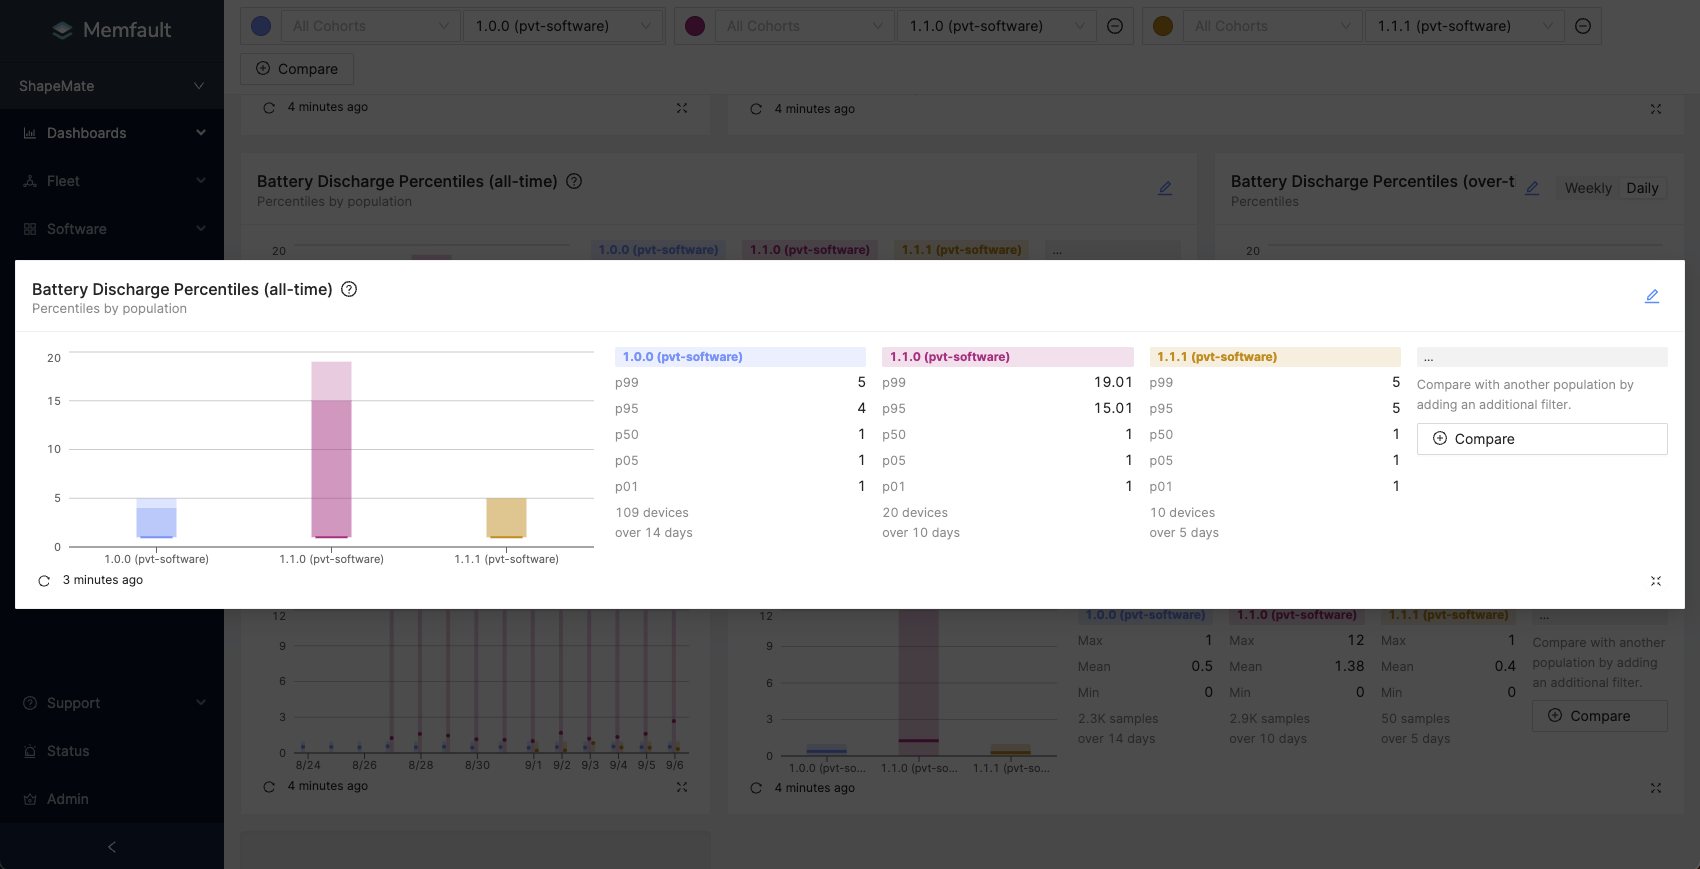 Memfault
All Cohorts
1.0.0 (pvt-software)
All Cohorts
1.1.0 (pvt-software)
All Cohorts
1.1.1 (pvt-software)
Compare
ShapeMate
4 minutes ago
4 minutes ago
Dashboards
Fleet
Software
Battery Discharge Percentiles (all-time)
Percentiles by population
Battery Discharge Percentiles (over-t
Percentiles
Weekly
Daily
20
1.0.0 (pvt-software)
1.1.0 (pvt-software)
1.1.1 (pvt-software)
...
20
Battery Discharge Percentiles (all-time)
Percentiles by population
20
15
10
5
0
1.0.0 (pvt-software)
1.1.0 (pvt-software)
1.1.1 (pvt-software)
1.0.0 (pvt-software)
p99 5
p95 4
p50 1
p05 1
p01 1
109 devices
over 14 days
1.1.0 (pvt-software)
p99 19.01
p95 15.01
p50 1
p05 1
p01 1
20 devices
over 10 days
1.1.1 (pvt-software)
p99 5
p95 5
p50 1
p05 1
p01 1
10 devices
over 5 days
...
Compare with another population by
adding an additional filter.
Compare
3 minutes ago
12
9
6
3
0
8/24
8/26
8/28
8/30
9/1
9/2
9/3
9/4
9/5
9/6
4 minutes ago
12
9
6
3
0
1.0.0 (pvt-so...
1.1.0 (pvt-so...
1.1.1 (pvt-so...
4 minutes ago
1.0.0 (pvt-software)
Max 1
Mean 0.5
Min 0
2.3K samples
over 14 days
1.1.0 (pvt-software)
Max 12
Mean 1.38
Min 0
2.9K samples
over 10 days
1.1.1 (pvt-software)
Max 1
Mean 0.4
Min 0
50 samples
over 5 days
...
Compare with another
population by adding
an additional filter.
Compare
Support
Status
Admin